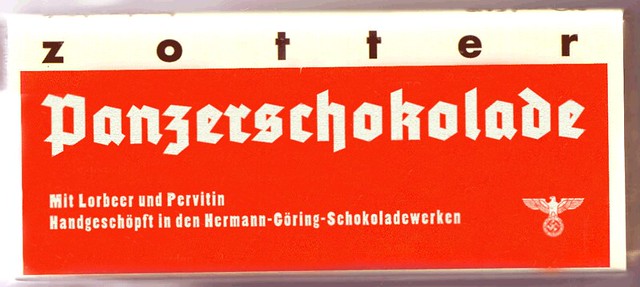 zotter
Panzerschokolade
Mit Lorbeer und Pervitin
Handgeschöpft in den Hermann-Göring-Schokoladewerken